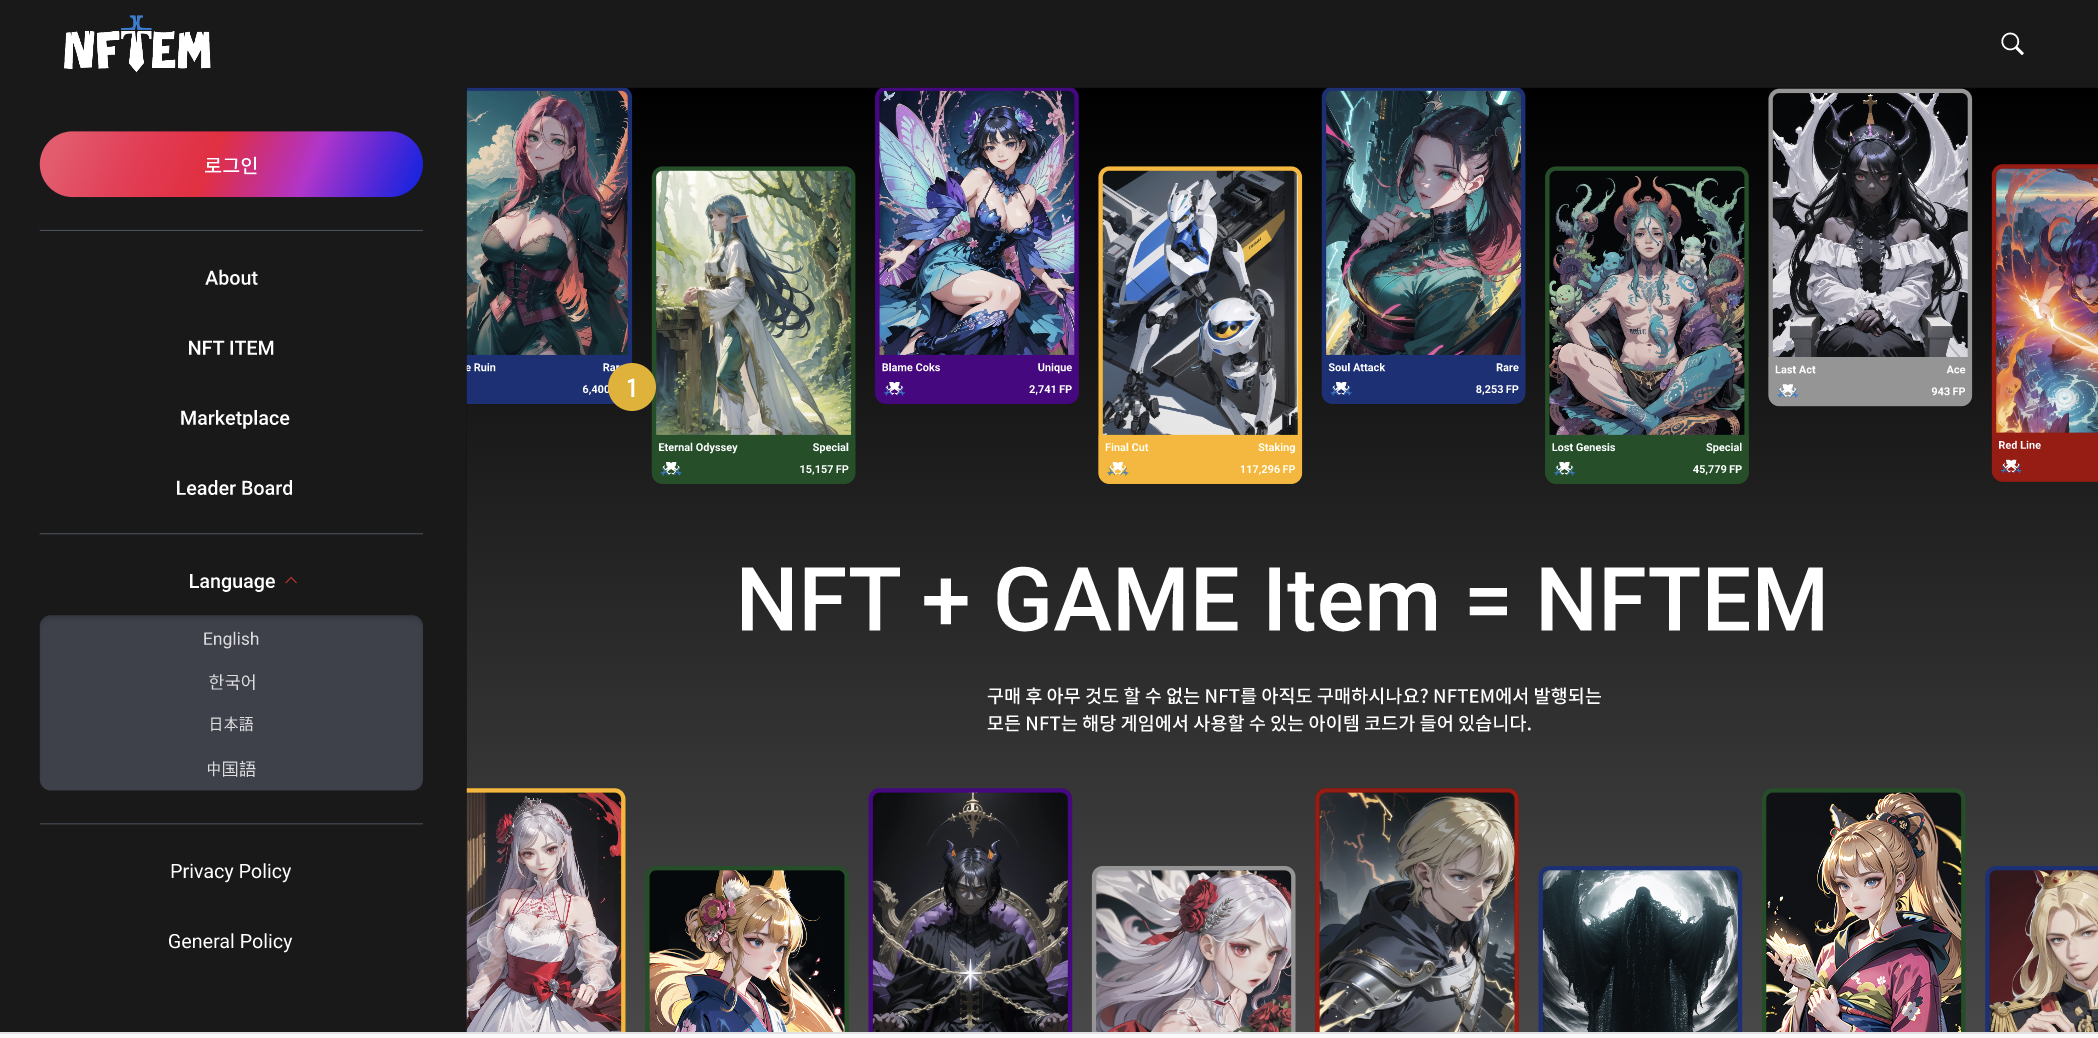 NFTEM
로그인
About
NFT ITEM
Marketplace
Leader Board
Language
English
한국어
日本語
中国語
Privacy Policy
General Policy
e Ruin
6,400
1
Eternal Odyssey Special
15,157 FP
Blame Coks Unique
2,741 FP
Final Cut Staking
117,296 FP
Soul Attack Rare
8,253 FP
Lost Genesis Special
45,779 FP
Last Act Ace
943 FP
Red Line
NFT + GAME Item = NFTEM
구매 후 아무 것도 할 수 없는 NFT를 아직도 구매하시나요? NFTEM에서 발행되는
모든 NFT는 해당 게임에서 사용할 수 있는 아이템 코드가 들어 있습니다.